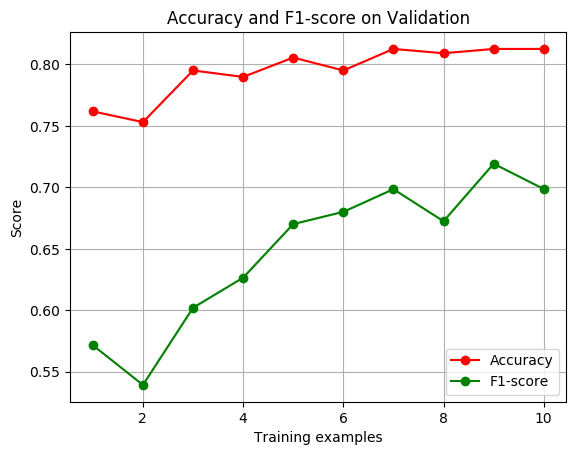 Accuracy and F1-score on Validation
0.80
0.75
0.70
0.65
0.60
0.55
Score
2 4 6 8 10
Training examples
Accuracy
F1-score